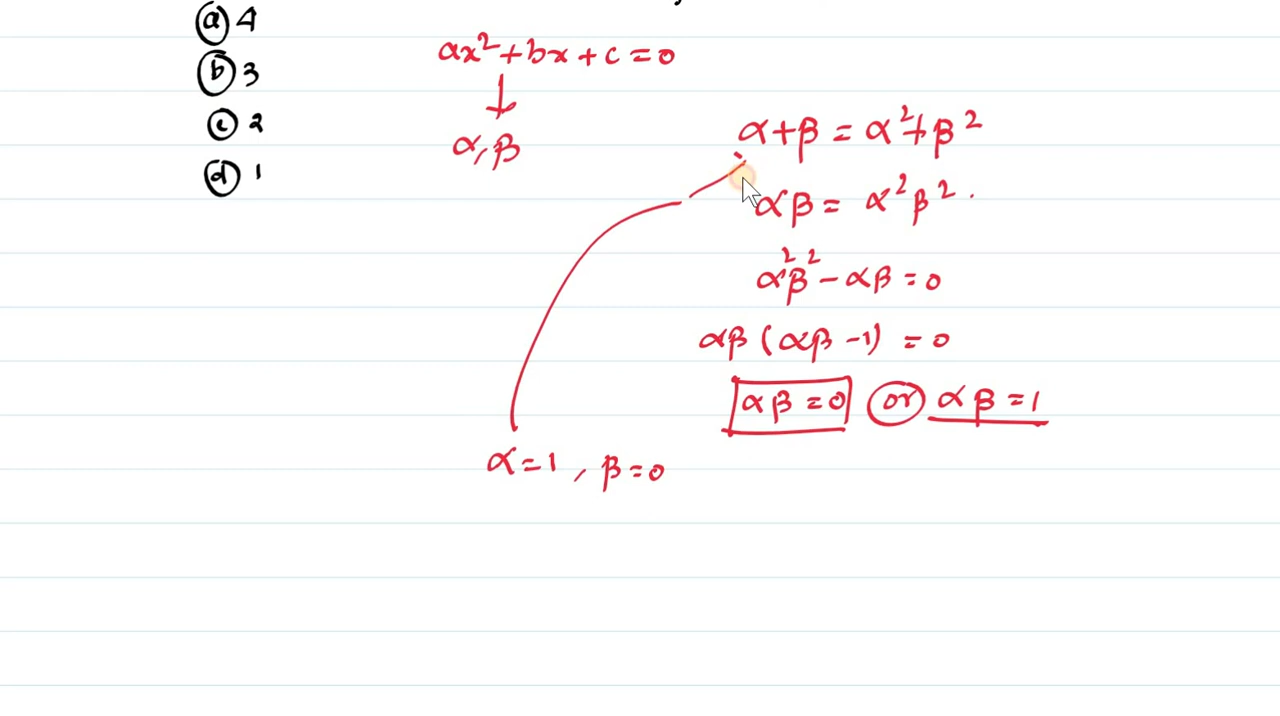 (a) 4
(b) 3
(c) 2
(d) 1
ax² + bx + c = 0
α, β
α + β = α² + β²
αβ = α²β².
α²β² - αβ = 0
αβ (αβ - 1) = 0
αβ = 0 or αβ = 1
α = 1, β = 0